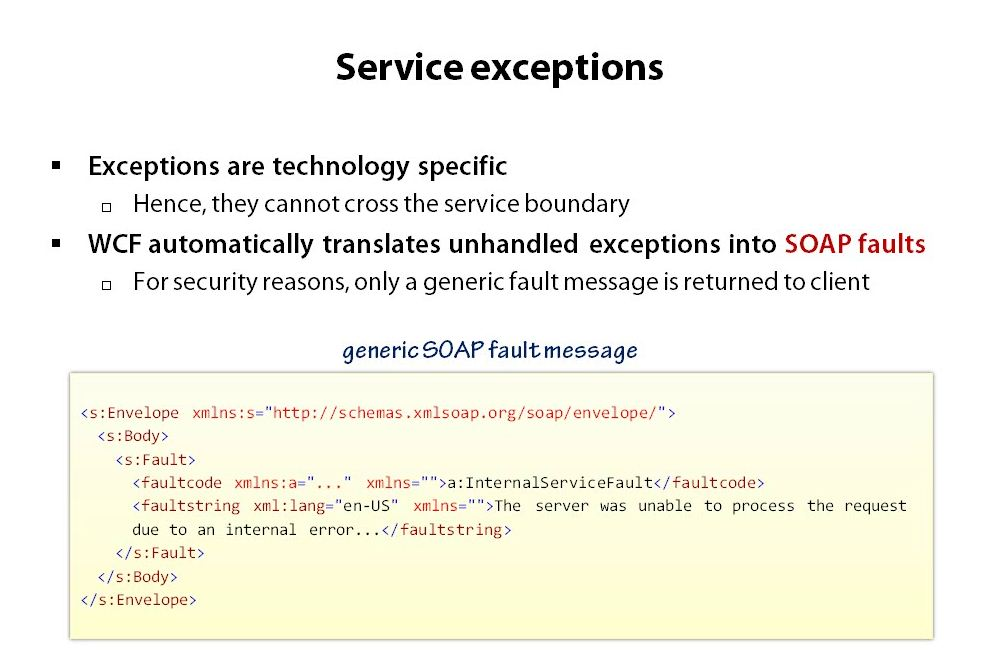 Service exceptions
▪ Exceptions are technology specific
▫ Hence, they cannot cross the service boundary
▪ WCF automatically translates unhandled exceptions into SOAP faults
▫ For security reasons, only a generic fault message is returned to client
generic SOAP fault message
<s:Envelope xmlns:s="http://schemas.xmlsoap.org/soap/envelope/">
<s:Body>
<s:Fault>
<faultcode xmlns:a="..." xmlns="">a:InternalServiceFault</faultcode>
<faultstring xml:lang="en-US" xmlns="">The server was unable to process the request
due to an internal error...</faultstring>
</s:Fault>
</s:Body>
</s:Envelope>